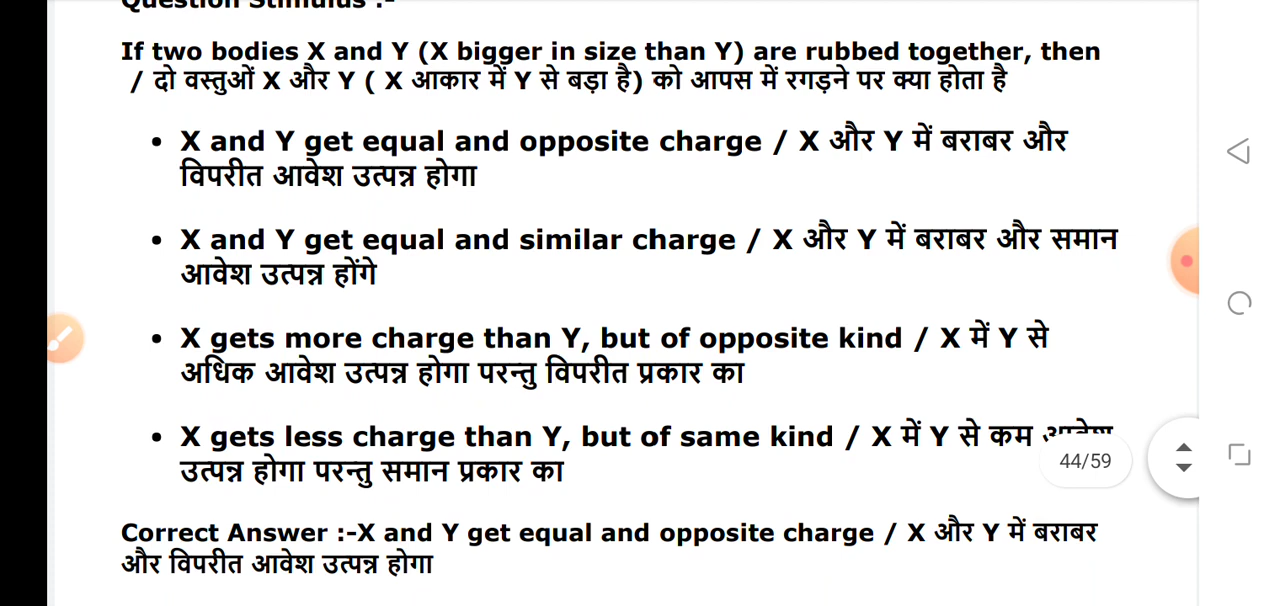 If two bodies X and Y (X bigger in size than Y) are rubbed together, then
/ दो वस्तुओं X और Y ( X आकार में Y से बड़ा है) को आपस में रगड़ने पर क्या होता है
• X and Y get equal and opposite charge / X और Y में बराबर और
विपरीत आवेश उत्पन्न होगा
• X and Y get equal and similar charge / X और Y में बराबर और समान
आवेश उत्पन्न होंगे
• X gets more charge than Y, but of opposite kind / X में Y से
अधिक आवेश उत्पन्न होगा परन्तु विपरीत प्रकार का
• X gets less charge than Y, but of same kind / X में Y से कम
उत्पन्न होगा परन्तु समान प्रकार का
44/59
Correct Answer :-X and Y get equal and opposite charge / X और Y में बराबर
और विपरीत आवेश उत्पन्न होगा